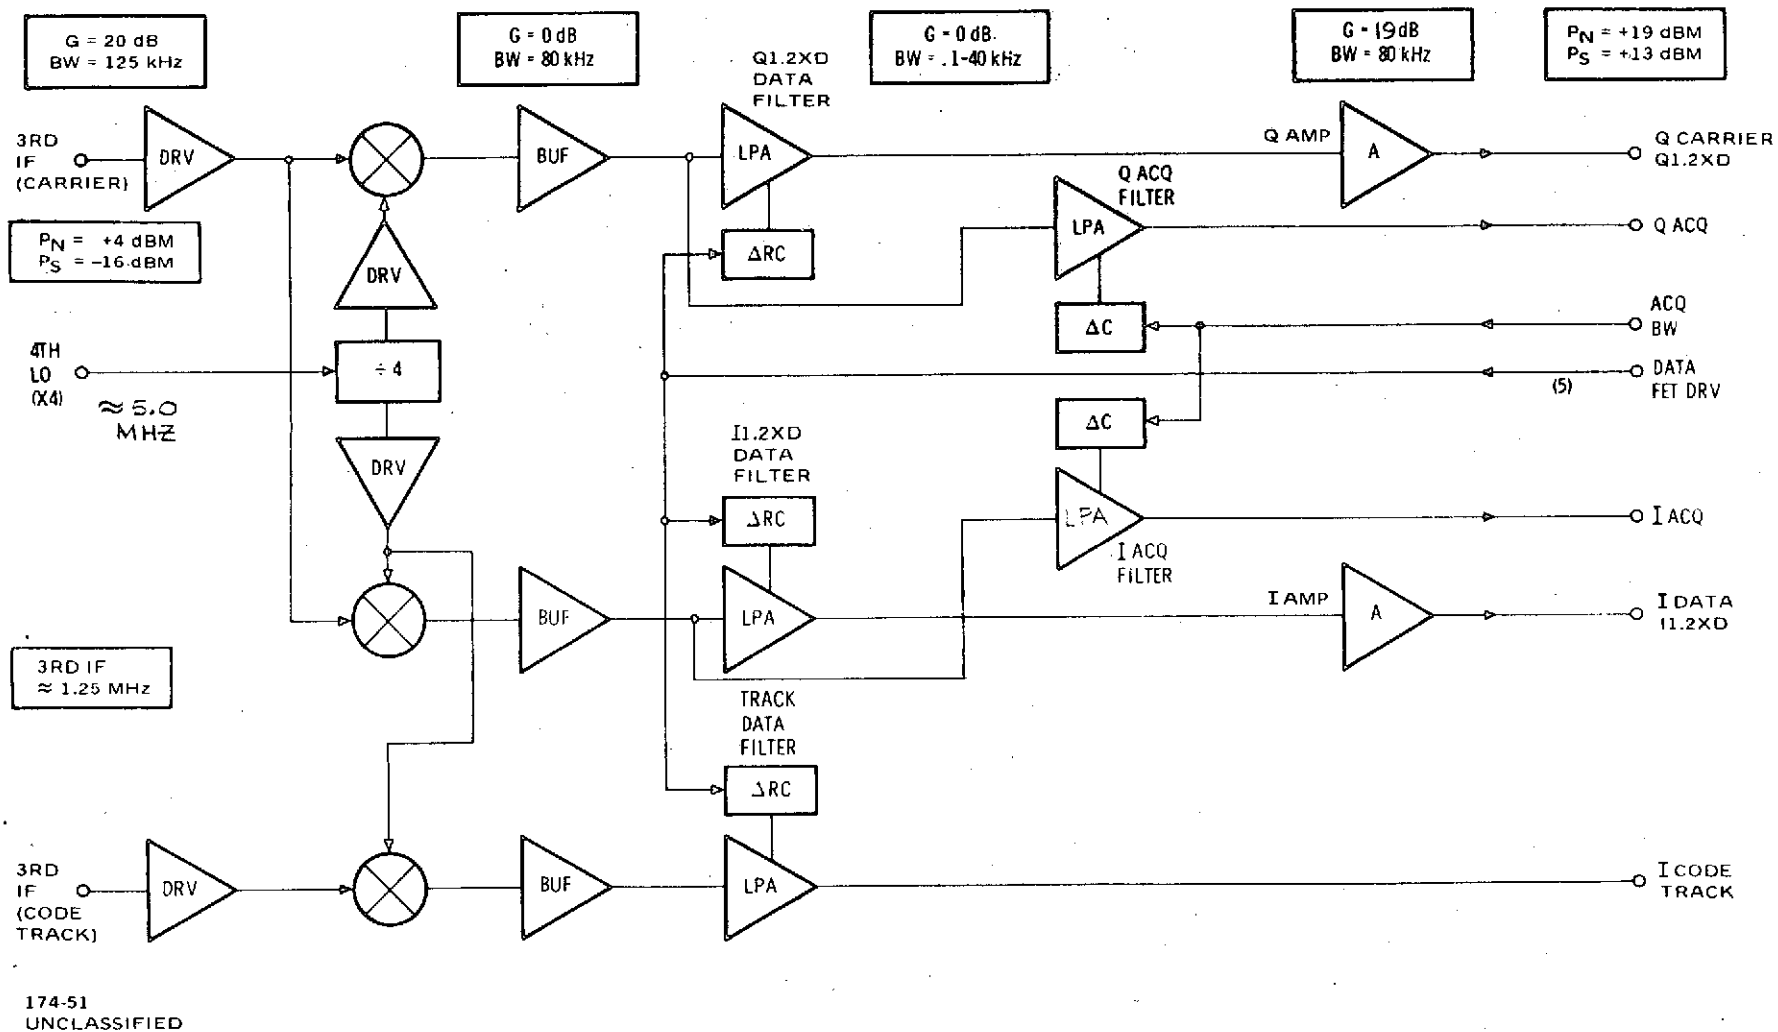 G = 20 dB
BW = 125 kHz
G = 0 dB
BW = 80 kHz
G = 0 dB.
BW = .1-40 kHz
G = 19 dB
BW = 80 kHz
PN = +19 dBM
PS = +13 dBM
Q1.2XD
DATA
FILTER
3RD
IF
(CARRIER)
DRV
BUF
LPA
Q AMP
A
Q CARRIER
Q1.2XD
Q ACQ
FILTER
LPA
Q ACQ
PN = +4 dBM
PS = -16 dBM
DRV
ΔRC
ΔC
ACQ
BW
4TH
LO
(X4)
≈ 5.0
MHZ
÷ 4
(5)
DATA
FET DRV
ΔC
DRV
I1.2XD
DATA
FILTER
ΔRC
LPA
I ACQ
FILTER
I ACQ
BUF
LPA
I AMP
A
I DATA
I1.2XD
3RD IF
≈ 1.25 MHz
TRACK
DATA
FILTER
ΔRC
3RD
IF
(CODE
TRACK)
DRV
BUF
LPA
I CODE
TRACK
174-51
UNCLASSIFIED